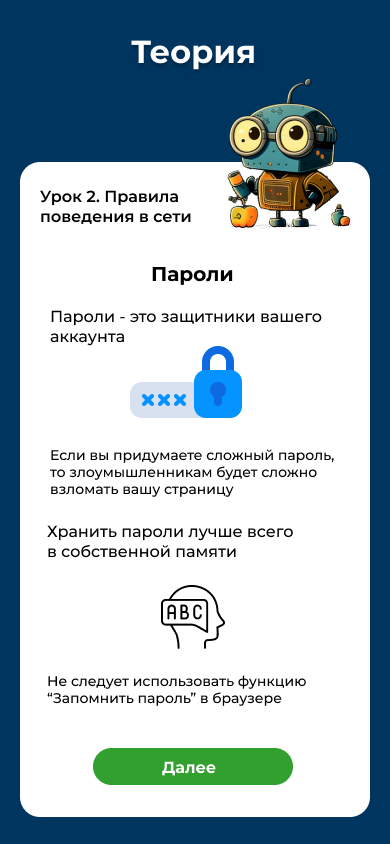 Теория
Урок 2. Правила
поведения в сети
Пароли
Пароли - это защитники вашего
аккаунта
Если вы придумаете сложный пароль,
то злоумышленникам будет сложно
взломать вашу страницу
Хранить пароли лучше всего
в собственной памяти
ABC
Не следует использовать функцию
“Запомнить пароль” в браузере
Далее